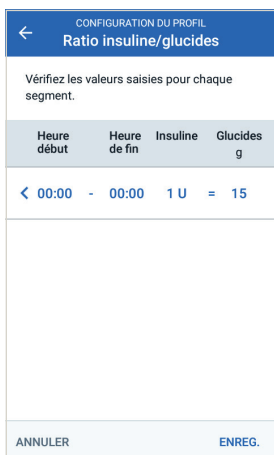 CONFIGURATION DU PROFIL
Ratio insuline/glucides
Vérifiez les valeurs saisies pour chaque
segment.
Heure Heure Insuline Glucides
début de fin g
00:00 - 00:00 1 U = 15
ANNULER ENREG.